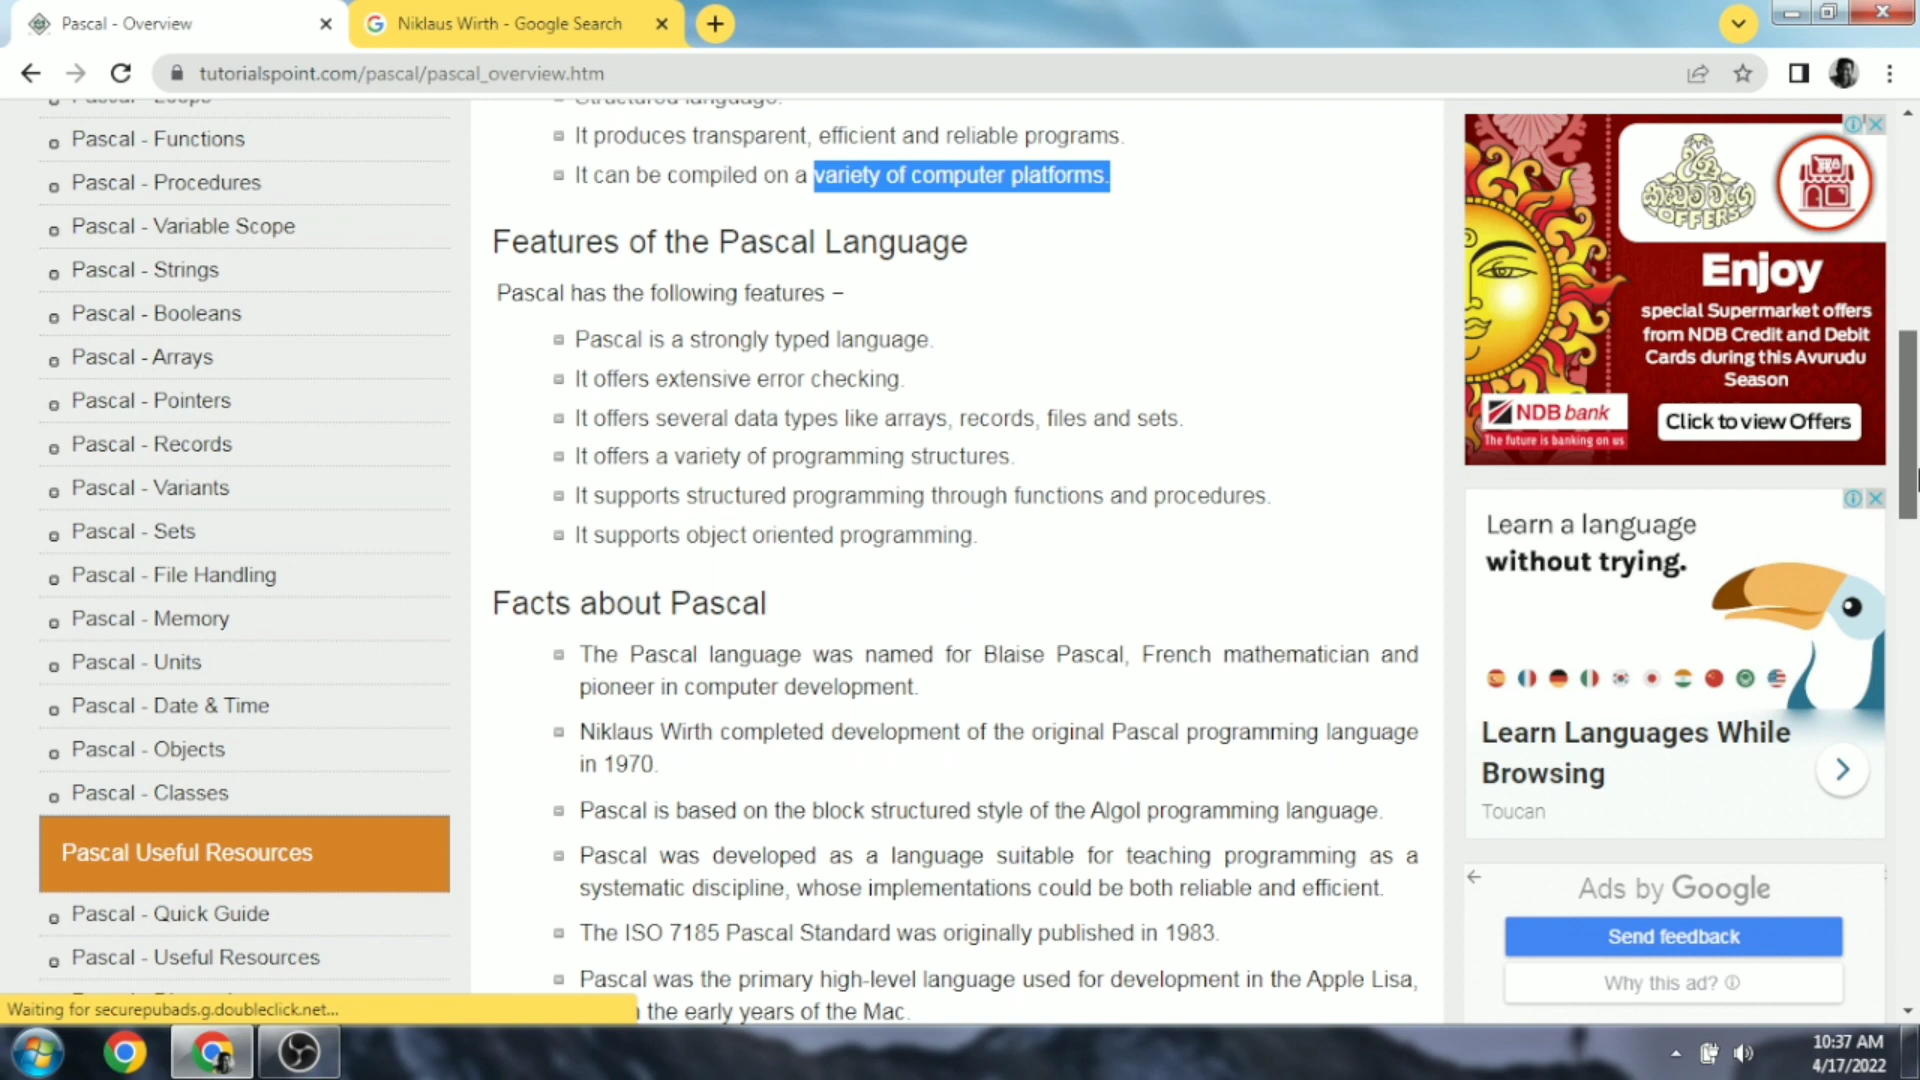 Pascal - Overview
Niklaus Wirth - Google Search
tutorialspoint.com/pascal/pascal_overview.htm
Pascal - Loops
Pascal - Functions
Pascal - Procedures
Pascal - Variable Scope
Pascal - Strings
Pascal - Booleans
Pascal - Arrays
Pascal - Pointers
Pascal - Records
Pascal - Variants
Pascal - Sets
Pascal - File Handling
Pascal - Memory
Pascal - Units
Pascal - Date & Time
Pascal - Objects
Pascal - Classes
Pascal Useful Resources
Pascal - Quick Guide
Pascal - Useful Resources
Structured language.
It produces transparent, efficient and reliable programs.
It can be compiled on a variety of computer platforms.
Features of the Pascal Language
Pascal has the following features −
Pascal is a strongly typed language.
It offers extensive error checking.
It offers several data types like arrays, records, files and sets.
It offers a variety of programming structures.
It supports structured programming through functions and procedures.
It supports object oriented programming.
Facts about Pascal
The Pascal language was named for Blaise Pascal, French mathematician and
pioneer in computer development.
Niklaus Wirth completed development of the original Pascal programming language
in 1970.
Pascal is based on the block structured style of the Algol programming language.
Pascal was developed as a language suitable for teaching programming as a
systematic discipline, whose implementations could be both reliable and efficient.
The ISO 7185 Pascal Standard was originally published in 1983.
Pascal was the primary high-level language used for development in the Apple Lisa,
the early years of the Mac.
OFFERS
Enjoy
special Supermarket offers
from NDB Credit and Debit
Cards during this Avurudu
Season
NDB bank
The future is banking on us
Click to view Offers
Learn a language
without trying.
Learn Languages While
Browsing
Toucan
Ads by Google
Send feedback
Why this ad?
Waiting for securepubads.g.doubleclick.net...
10:37 AM
4/17/2022